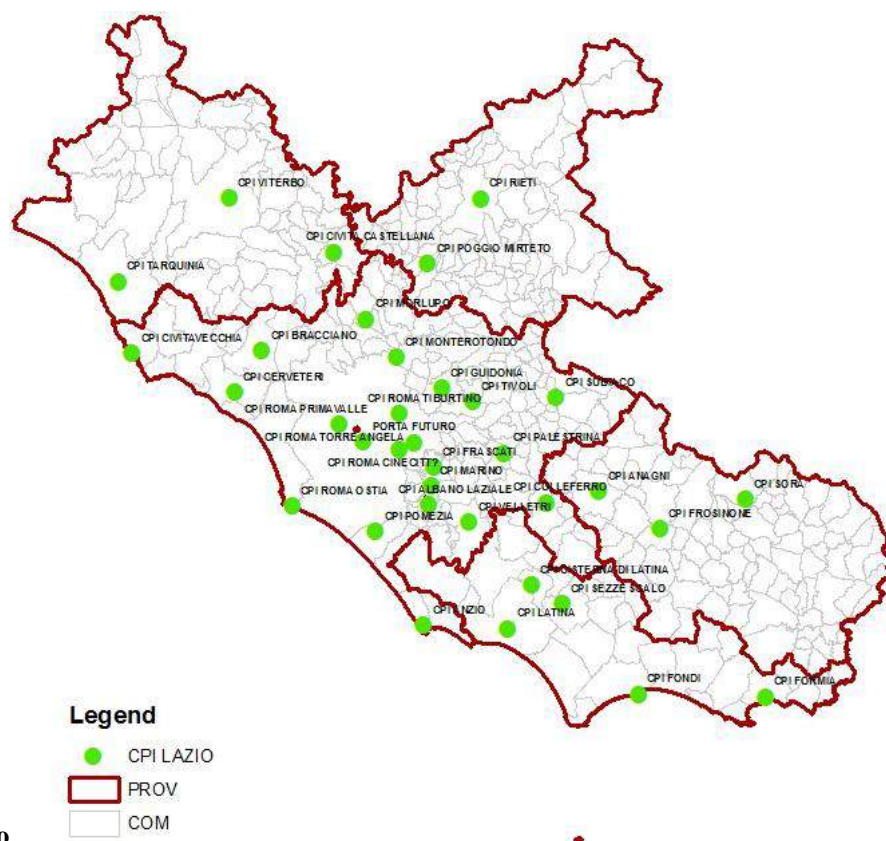 CPI VITERBO
CPI RIETI
CPI CIVITA CASTELLANA
CPI POGGIO MIRTETO
CPI TARQUINIA
CPI MORLUPO
CPI CIVITAVECCHIA
CPI BRACCIANO
CPI MONTEROTONDO
CPI CERVETERI
CPI GUIDONIA
CPI TIVOLI
CPI SUBIACO
CPI ROMA TIBURTINO
CPI ROMA PRIMAVALLE
PORTA FUTURO
CPI ROMA TORRE ANGELA
CPI PALESTRINA
CPI FRASCATI
CPI ROMA CINECITT?
CPI MARINO
CPI ANAGNI
CPI SORA
CPI ROMA OSTIA
CPI ALBANO LAZIALE
CPI COLLEFERRO
CPI VELLETRI
CPI POMEZIA
CPI FROSINONE
CPI CISTERNA DI LATINA
CPI SEZZE SCALO
CPI ANZIO
CPI LATINA
CPI FONDI
CPI FORMIA
Legend
CPI LAZIO
PROV
COM